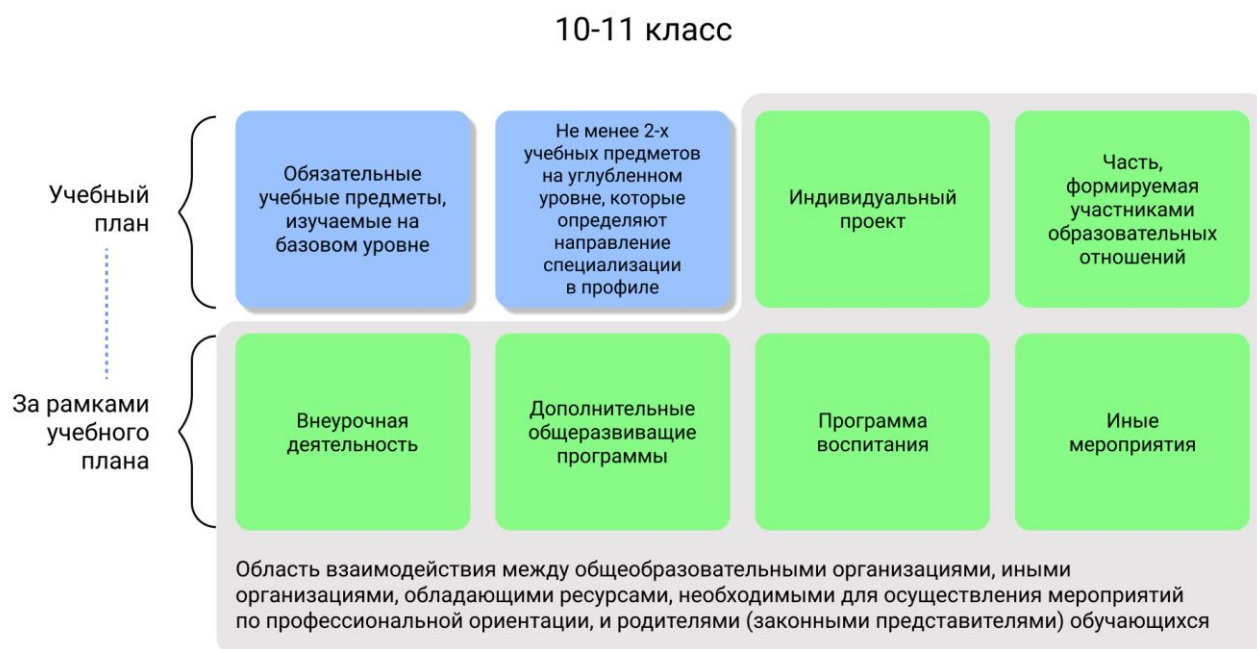 10-11 класс
Учебный
план
Обязательные
учебные предметы,
изучаемые на
базовом уровне
Не менее 2-х
учебных предметов
на углубленном
уровне, которые
определяют
направление
специализации
в профиле
Индивидуальный
проект
Часть,
формируемая
участниками
образовательных
отношений
За рамками
учебного
плана
Внеурочная
деятельность
Дополнительные
общеразвиващие
программы
Программа
воспитания
Иные
мероприятия
Область взаимодействия между общеобразовательными организациями, иными
организациями, обладающими ресурсами, необходимыми для осуществления мероприятий
по профессиональной ориентации, и родителями (законными представителями) обучающихся